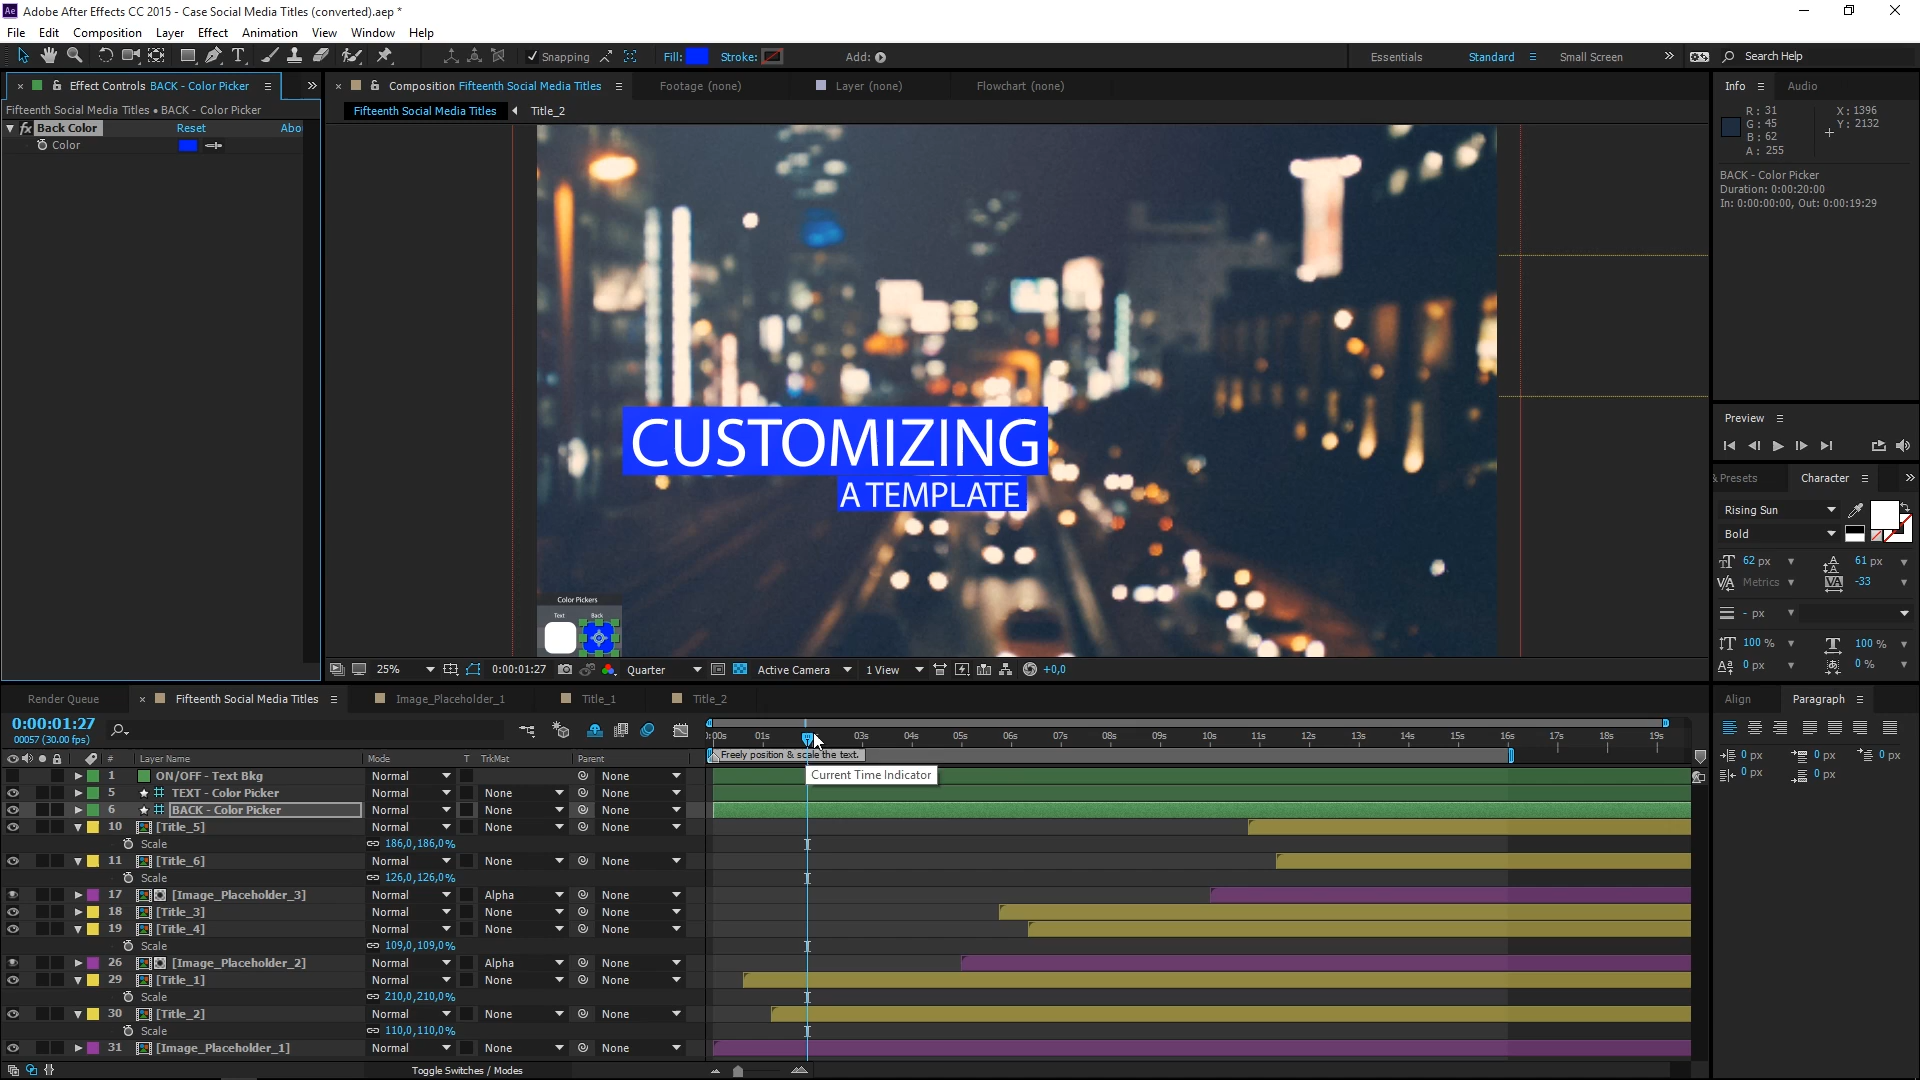 Adobe After Effects CC 2015 - Case Social Media Titles (converted).aep *
File Edit Composition Layer Effect Animation View Window Help
Snapping Fill: Stroke: Add: Essentials Standard Small Screen Search Help
Effect Controls BACK - Color Picker
Composition Fifteenth Social Media Titles Footage (none) Layer (none) Flowchart (none)
Info Audio
Fifteenth Social Media Titles • BACK - Color Picker
Fifteenth Social Media Titles Title_2
fx Back Color Reset Abo
Color
R: 31 X: 1396
G: 45 Y: 2132
B: 62
A: 255
BACK - Color Picker
Duration: 0:00:20:00
In: 0:00:00:00, Out: 0:00:19:29
CUSTOMIZING
A TEMPLATE
Color Pickers
Text Back
Preview
& Presets Character
Rising Sun
Bold
62 px 61 px
Metrics -33
- px
100 % 100 %
0 px 0 %
25% 0:00:01:27 Quarter Active Camera 1 View +0,0
Render Queue Fifteenth Social Media Titles Image_Placeholder_1 Title_1 Title_2
Align Paragraph
0 px 0 px 0 px
0 px 0 px
0:00:01:27
00057 (30.00 fps)
):00s 01s 03s 04s 05s 06s 07s 08s 09s 10s 11s 12s 13s 14s 15s 16s 17s 18s 19s
Freely position & scale the text.
Current Time Indicator
# Layer Name Mode T TrkMat Parent
1 ON/OFF - Text Bkg Normal None
5 TEXT - Color Picker Normal None None
6 BACK - Color Picker Normal None None
10 [Title_5] Normal None None
Scale 186,0,186,0%
11 [Title_6] Normal None None
Scale 126,0,126,0%
17 [Image_Placeholder_3] Normal Alpha None
18 [Title_3] Normal None None
19 [Title_4] Normal None None
Scale 109,0,109,0%
26 [Image_Placeholder_2] Normal Alpha None
29 [Title_1] Normal None None
Scale 210,0,210,0%
30 [Title_2] Normal None None
Scale 110,0,110,0%
31 [Image_Placeholder_1] Normal None None
Toggle Switches / Modes